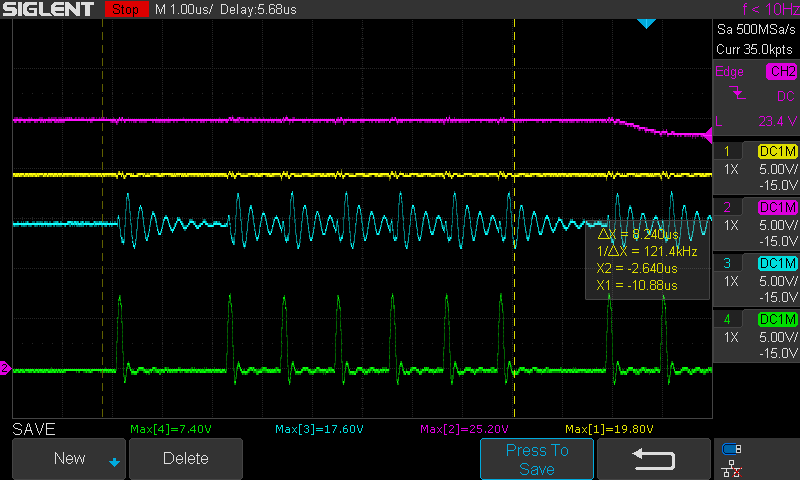 SIGLENT Stop M 1.00us/ Delay:5.68us f < 10Hz
Sa 500MSa/s
Curr 35.0kpts
Edge CH2
DC
L 23.4 V
1 DC1M
1X 5.00V/
-15.0V
2 DC1M
1X 5.00V/
-15.0V
3 DC1M
1X 5.00V/
-15.0V
4 DC1M
1X 5.00V/
-15.0V
ΔX = 8.240us
1/ΔX = 121.4kHz
X2 = -2.640us
X1 = -10.88us
2
SAVE Max[4]=7.40V Max[3]=17.60V Max[2]=25.20V Max[1]=19.80V
New Delete Press To
Save